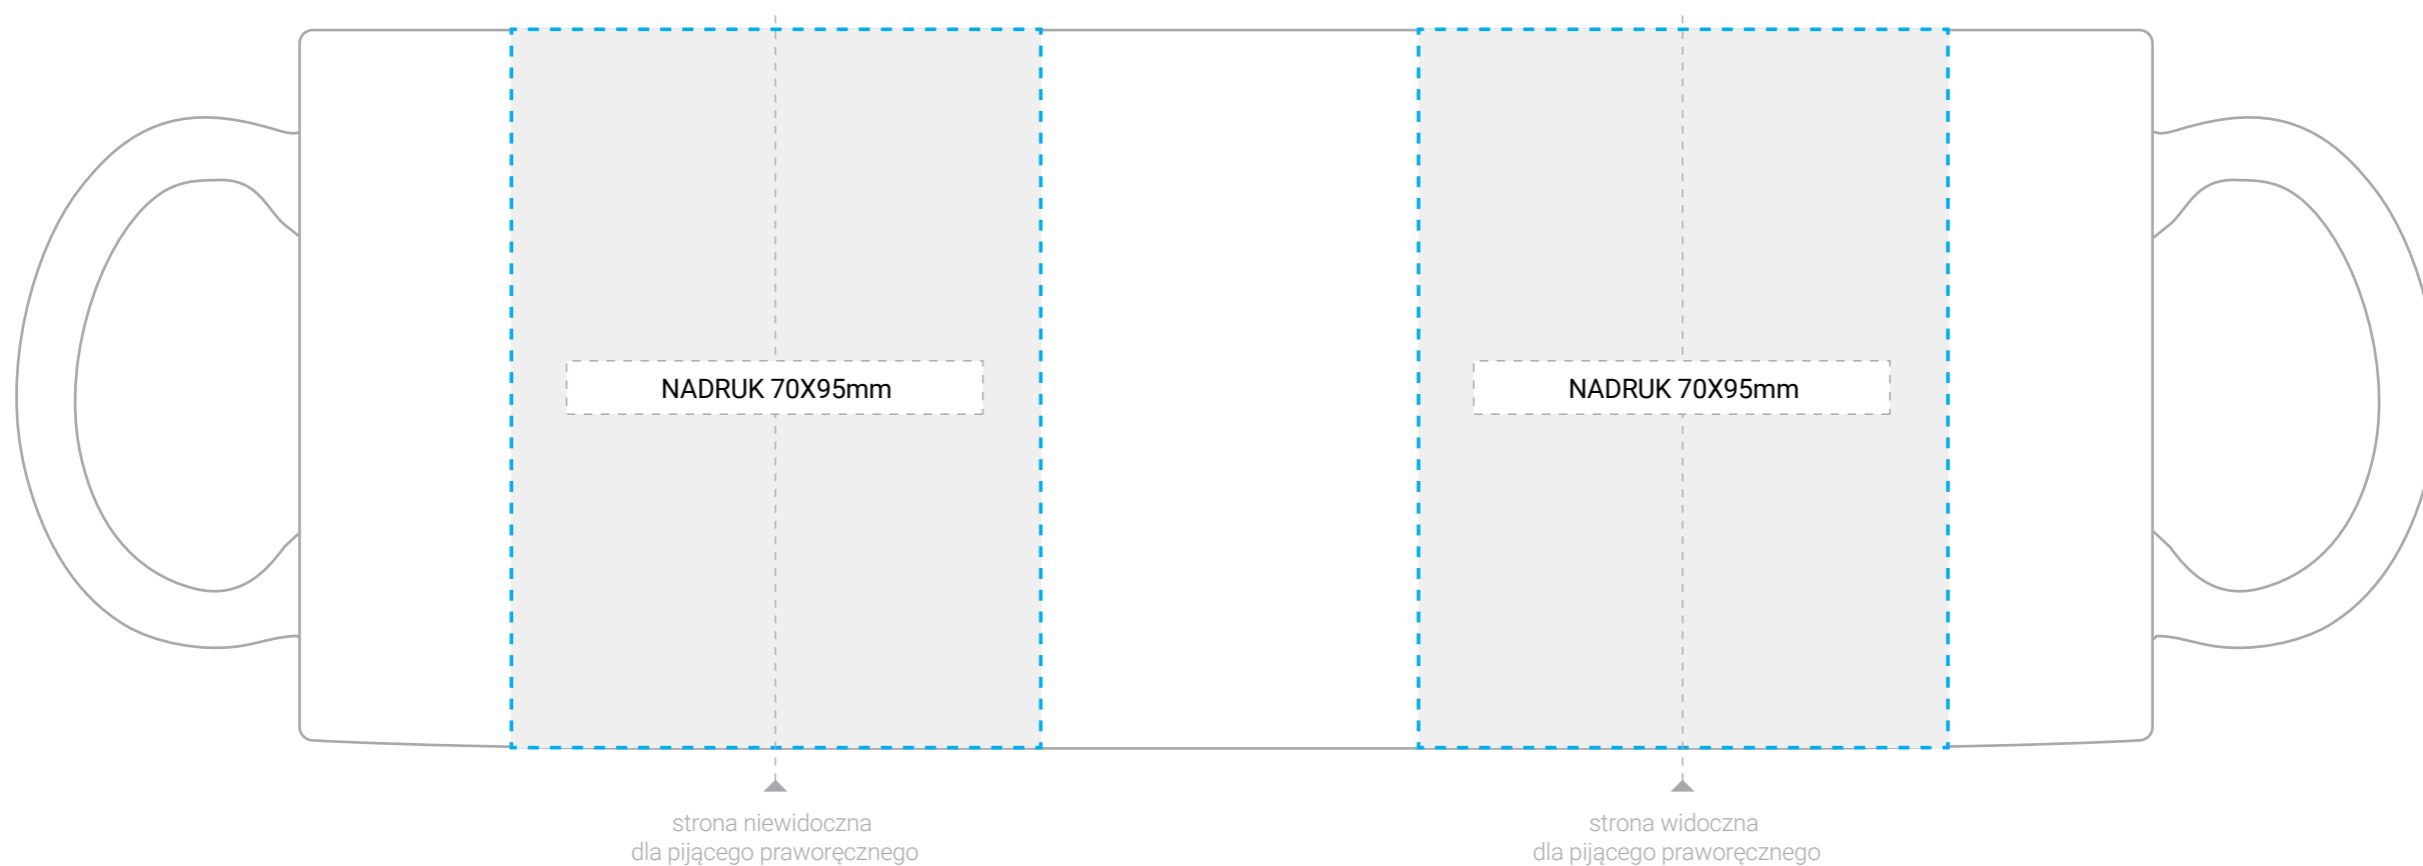 NADRUK 70X95mm
NADRUK 70X95mm
strona niewidoczna
dla pijącego praworęcznego
strona widoczna
dla pijącego praworęcznego